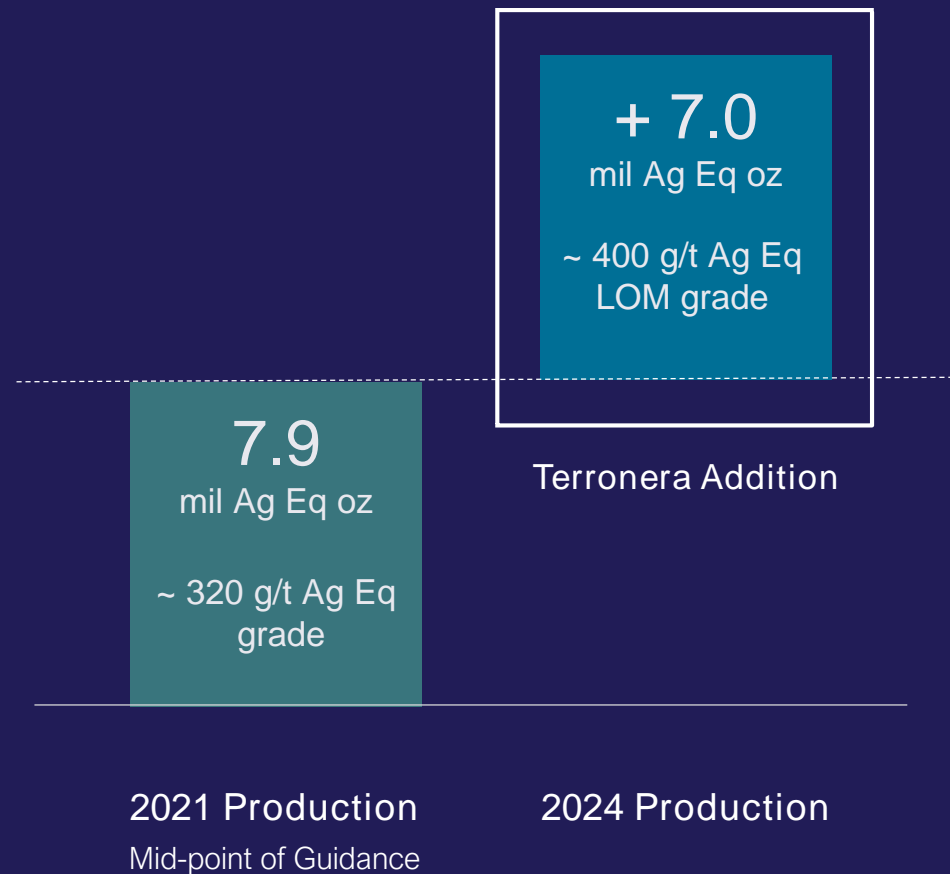 + 7.0
mil Ag Eq oz
~ 400 g/t Ag Eq
LOM grade
7.9
mil Ag Eq oz
~ 320 g/t Ag Eq
grade
Terronera Addition
2021 Production
Mid-point of Guidance
2024 Production